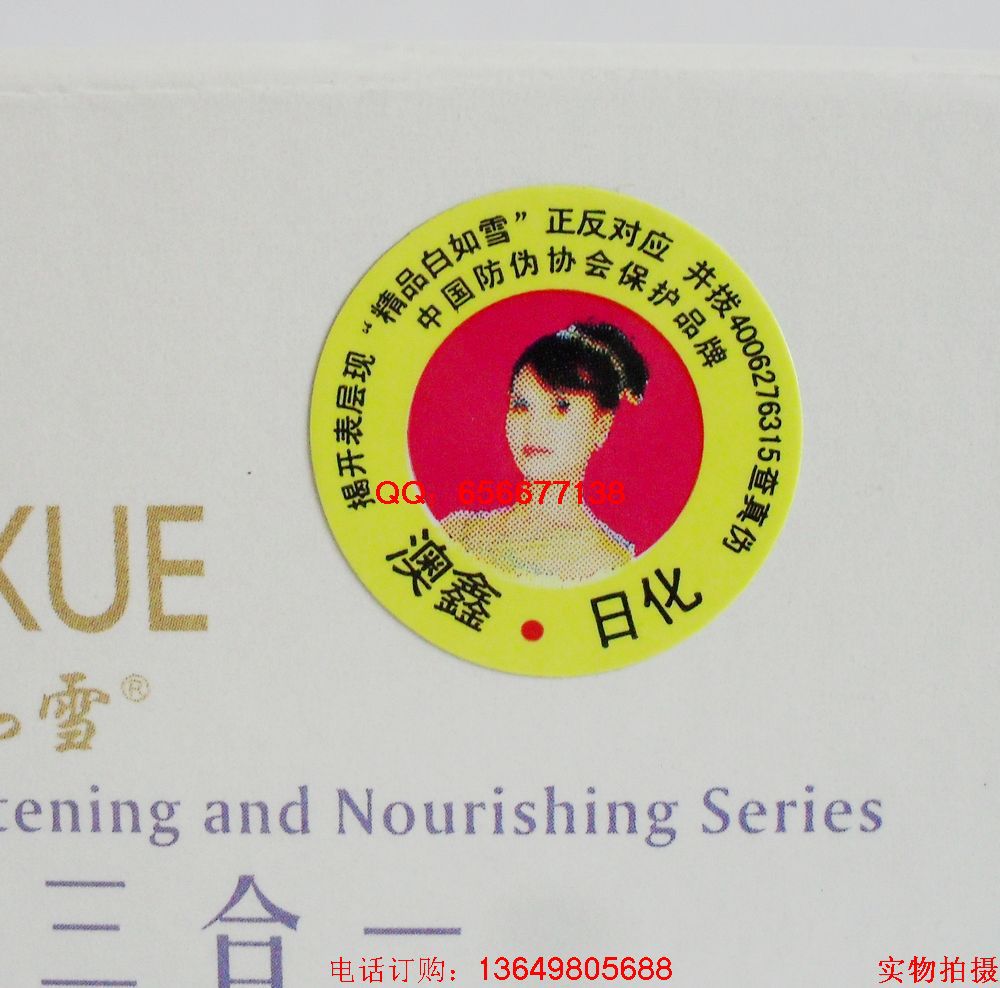 揭开表层现“精品白如雪”正反对应 并拨4006276315查真伪
中国防伪协会保护品牌
QQ：656677138
澳鑫·日化
XUE
雪®
tening and Nourishing Series
三合一
电话订购：13649805688
实物拍摄